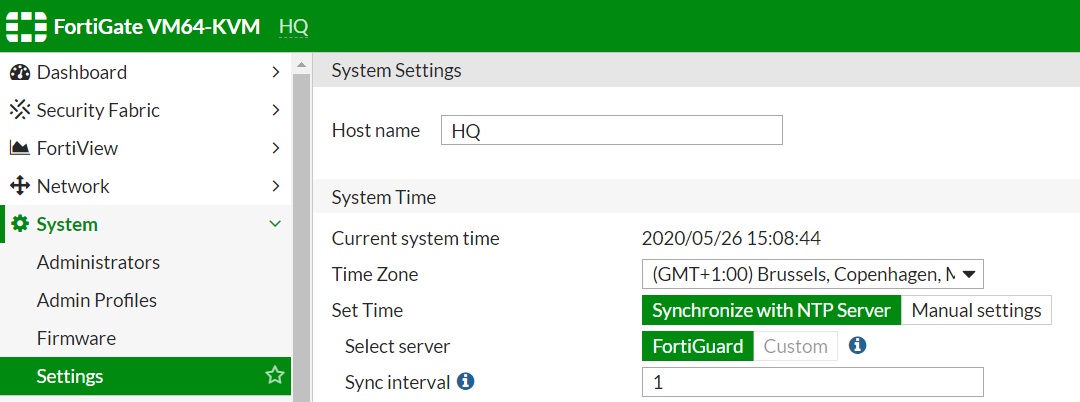 FortiGate VM64-KVM HQ
Dashboard
Security Fabric
FortiView
Network
System
Administrators
Admin Profiles
Firmware
Settings
System Settings
Host name HQ
System Time
Current system time 2020/05/26 15:08:44
Time Zone (GMT+1:00) Brussels, Copenhagen, M
Set Time Synchronize with NTP Server Manual settings
Select server FortiGuard Custom
Sync interval 1